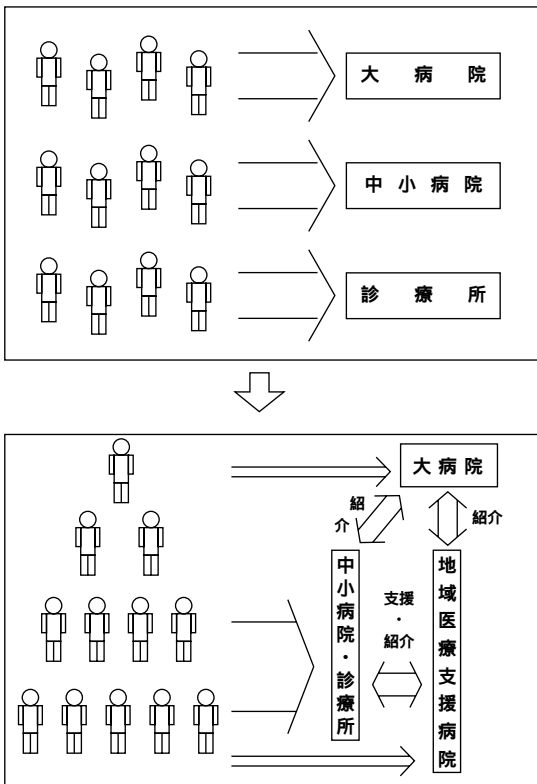 大病院
中小病院
診療所
大病院
紹介
紹介
中小病院・診療所
支援・紹介
地域医療支援病院